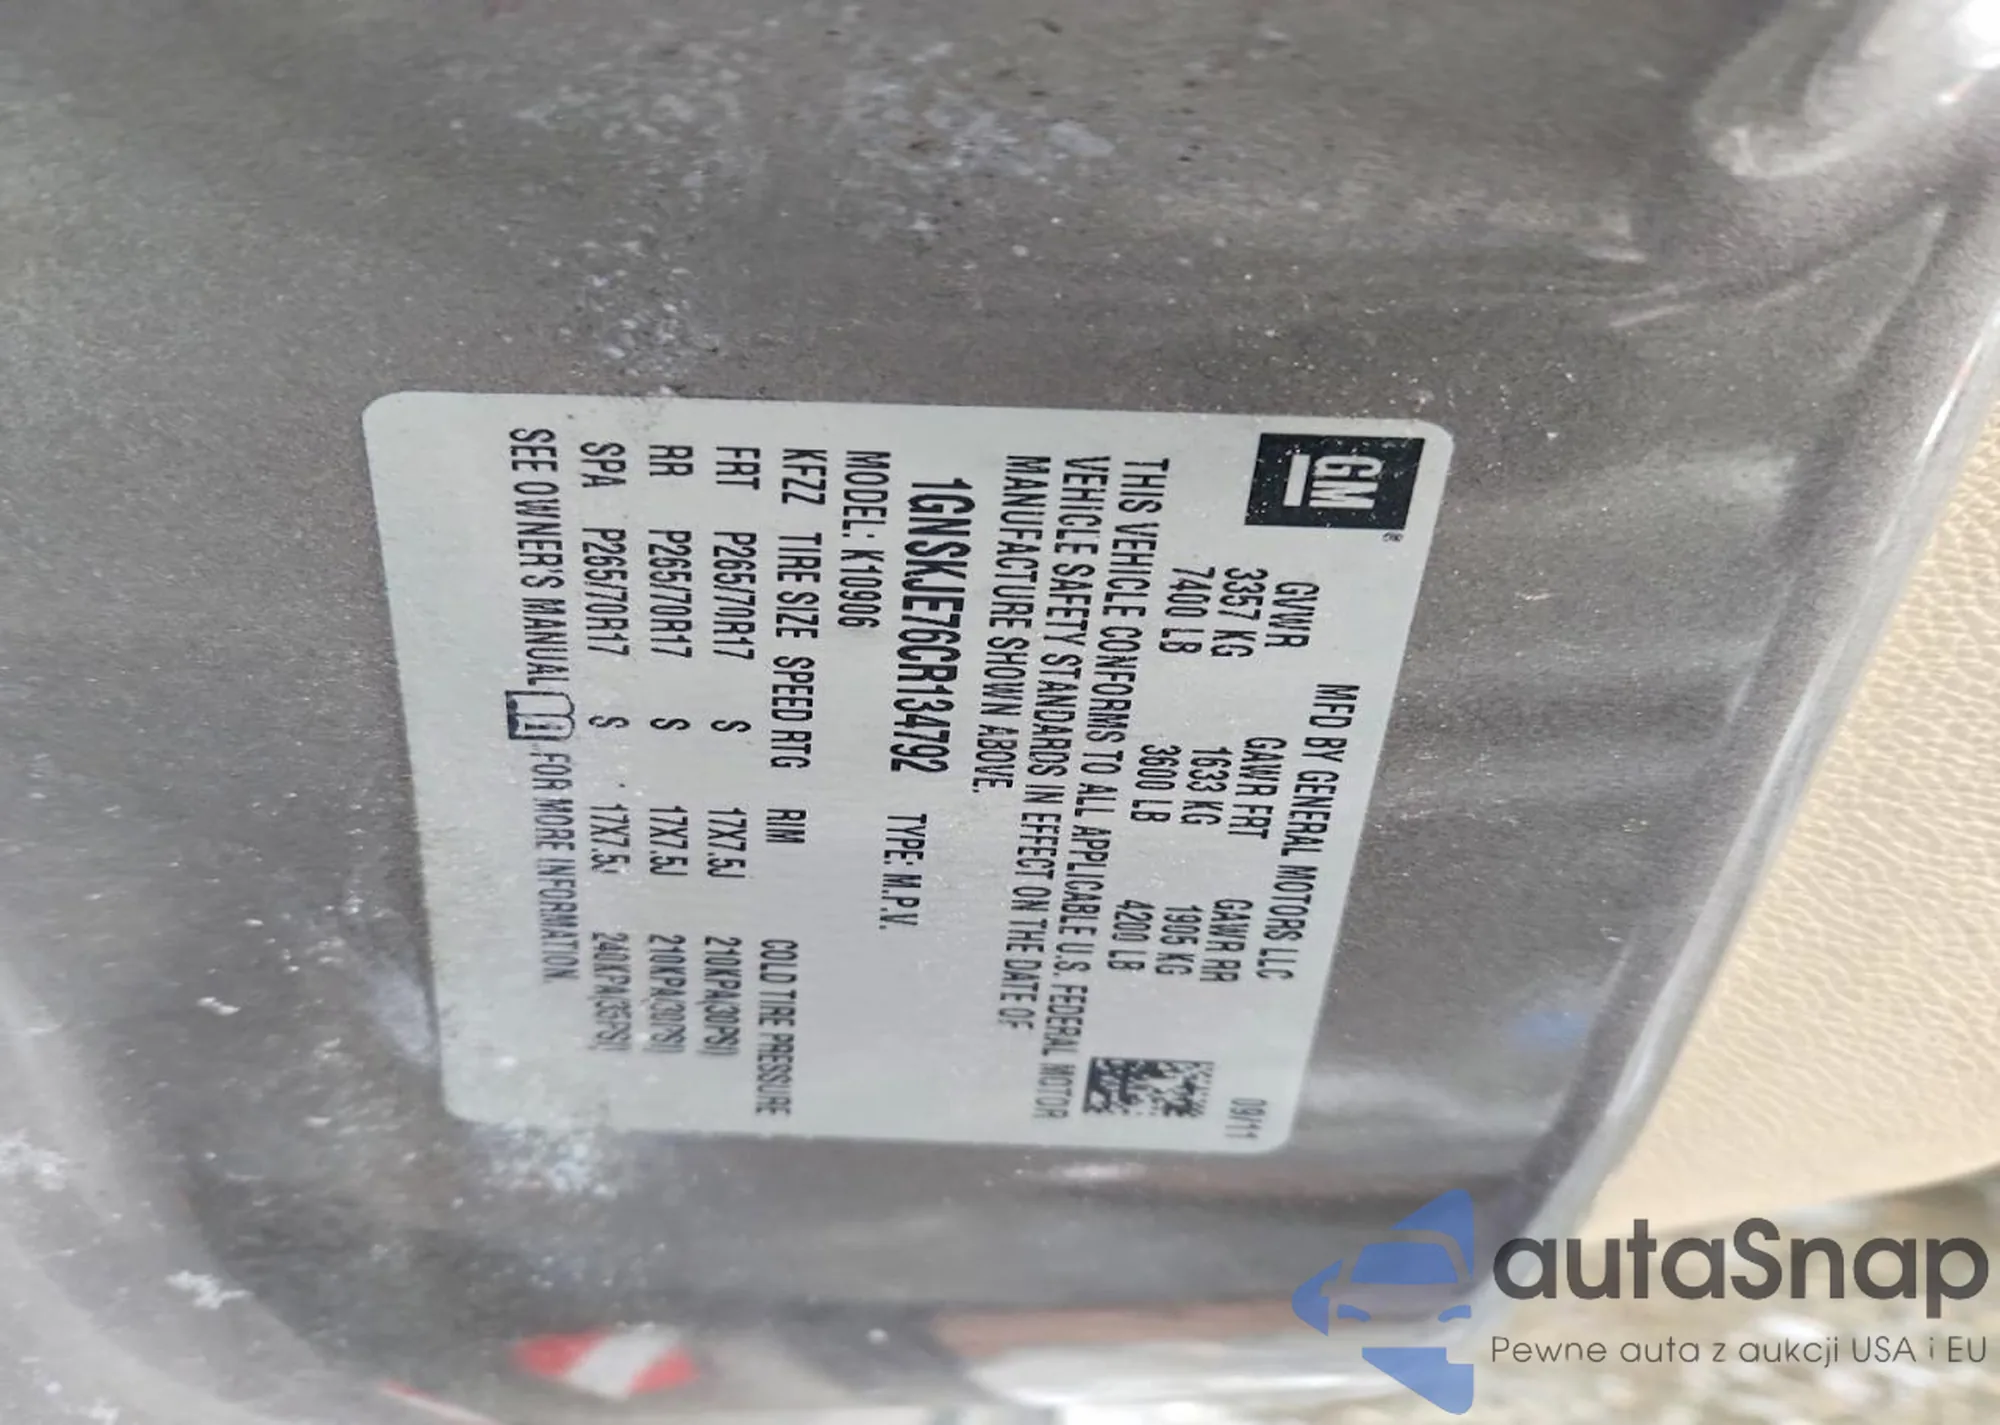 GM®
MFD BY GENERAL MOTORS LLC 09/11
GVWR GAWR FRT GAWR RR
3357 KG 1633 KG 1905 KG
7400 LB 3600 LB 4200 LB
THIS VEHICLE CONFORMS TO ALL APPLICABLE U.S. FEDERAL MOTOR
VEHICLE SAFETY STANDARDS IN EFFECT ON THE DATE OF
MANUFACTURE SHOWN ABOVE.
1GNSKJE76CR134792 TYPE: M.P.V.
MODEL: K10906
KFZZ TIRE SIZE SPEED RTG RIM COLD TIRE PRESSURE
FRT P265/70R17 S 17X7.5J 210KPA(30PSI)
RR P265/70R17 S 17X7.5J 210KPA(30PSI)
SPA P265/70R17 S 17X7.5J 240KPA(35PSI)
SEE OWNER'S MANUAL FOR MORE INFORMATION.
autaSnap
Pewne auta z aukcji USA i EU